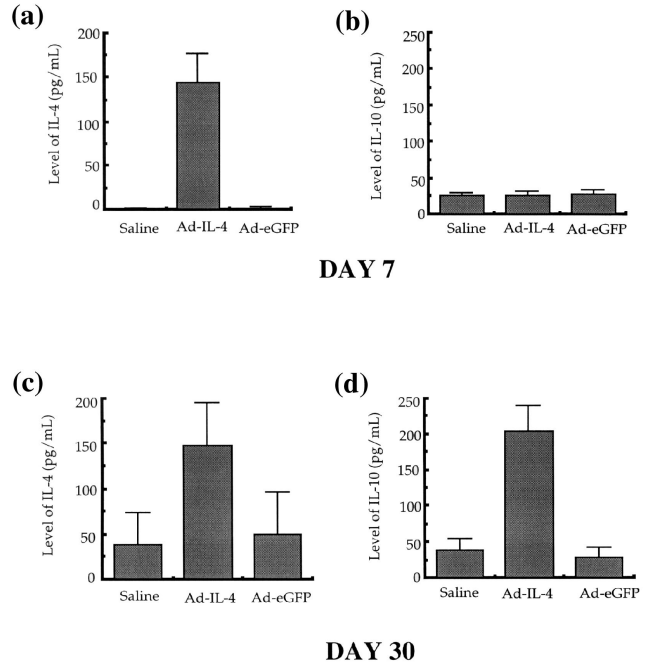 (a)
Level of IL-4 (pg/mL)
200
150
100
50
0
Saline
Ad-IL-4
Ad-eGFP
(b)
Level of IL-10 (pg/mL)
250
200
150
100
50
0
Saline
Ad-IL-4
Ad-eGFP
DAY 7
(c)
Level of IL-4 (pg/mL)
200
150
100
50
0
Saline
Ad-IL-4
Ad-eGFP
(d)
Level of IL-10 (pg/mL)
250
200
150
100
50
0
Saline
Ad-IL-4
Ad-eGFP
DAY 30